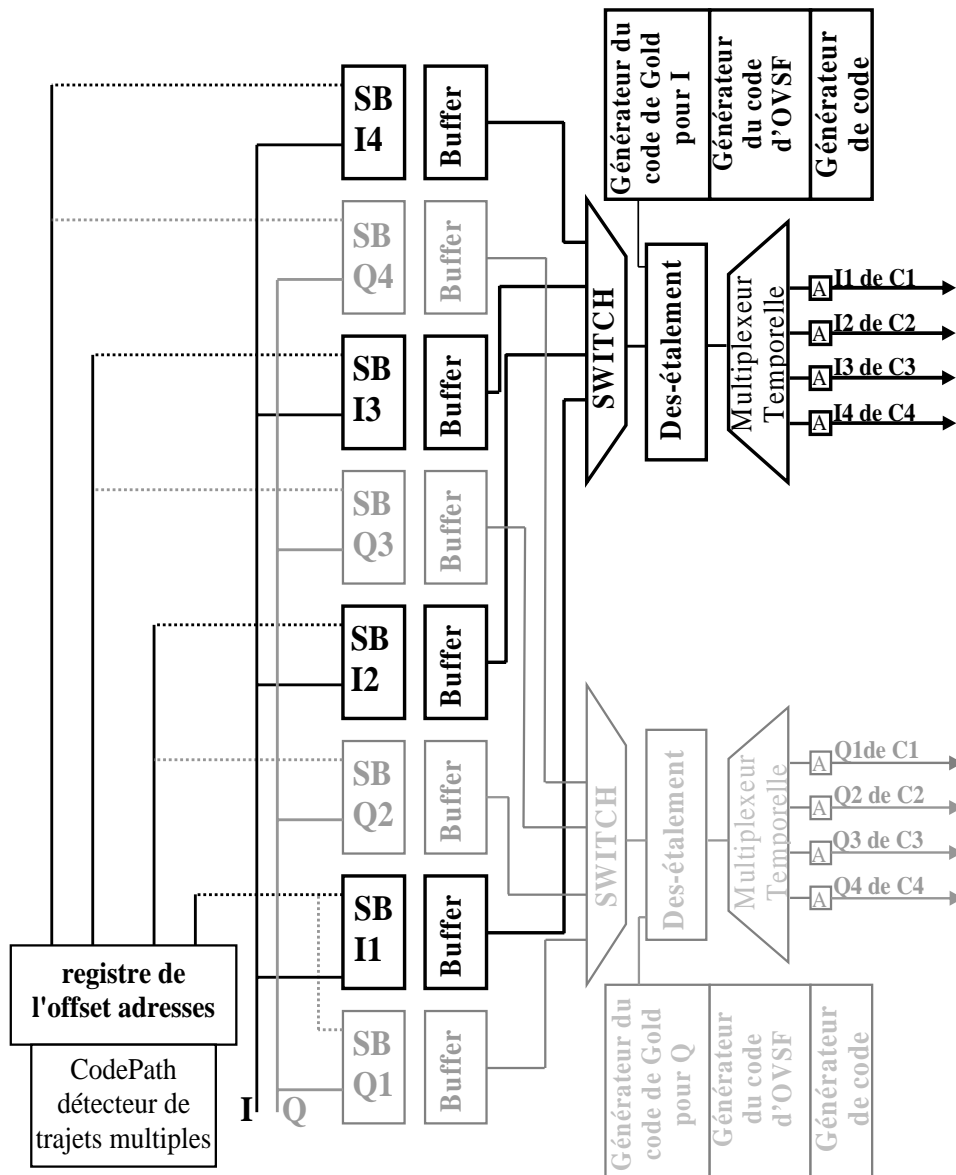 Générateur du
code de Gold
pour I
Générateur
du code
d'OVSF
Générateur
de code
SB
I4
Buffer
SB
Q4
Buffer
SB
I3
Buffer
SB
Q3
Buffer
SB
I2
Buffer
SB
Q2
Buffer
SB
I1
Buffer
SB
Q1
Buffer
SWITCH
Des-étalement
Multiplexeur
Temporelle
A
I1 de C1
A
I2 de C2
A
I3 de C3
A
I4 de C4
SWITCH
Des-étalement
Multiplexeur
Temporelle
A
Q1de C1
A
Q2 de C2
A
Q3 de C3
A
Q4 de C4
registre de
l'offset adresses
CodePath
détecteur de
trajets multiples
I
Q
Générateur du
code de Gold
pour Q
Générateur
du code
d'OVSF
Générateur
de code